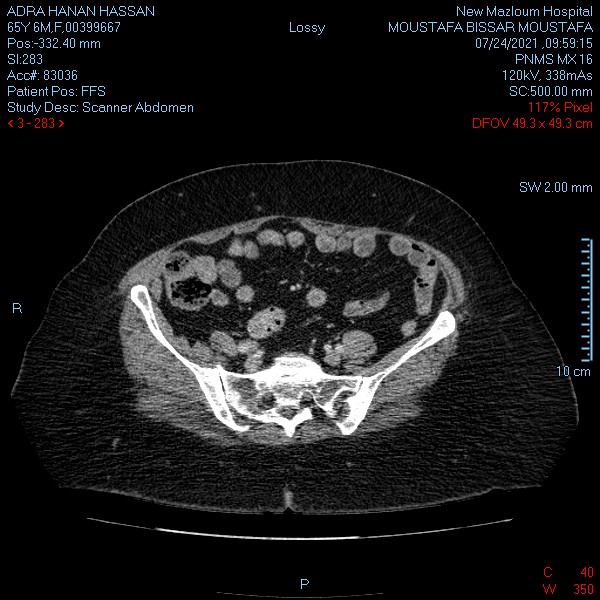 ADRA HANAN HASSAN
65Y 6M,F,00399667
Pos:-332.40 mm
SI:283
Acc#: 83036
Patient Pos: FFS
Study Desc: Scanner Abdomen
< 3 - 283 >
Lossy
New Mazloum Hospital
MOUSTAFA BISSAR MOUSTAFA
07/24/2021 ,09:59:15
PNMS MX 16
120kV, 338mAs
SC:500.00 mm
117% Pixel
DFOV 49.3 x 49.3 cm
SW 2.00 mm
R
10 cm
P
C 40
W 350